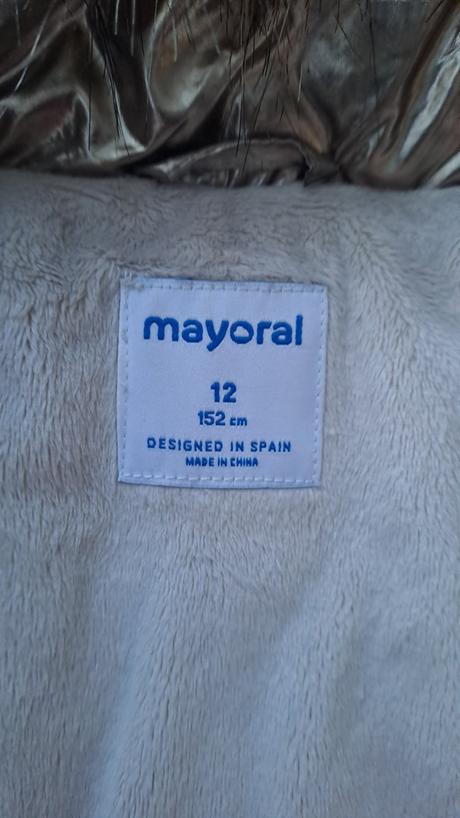 mayoral
12
152 cm
DESIGNED IN SPAIN
MADE IN CHINA